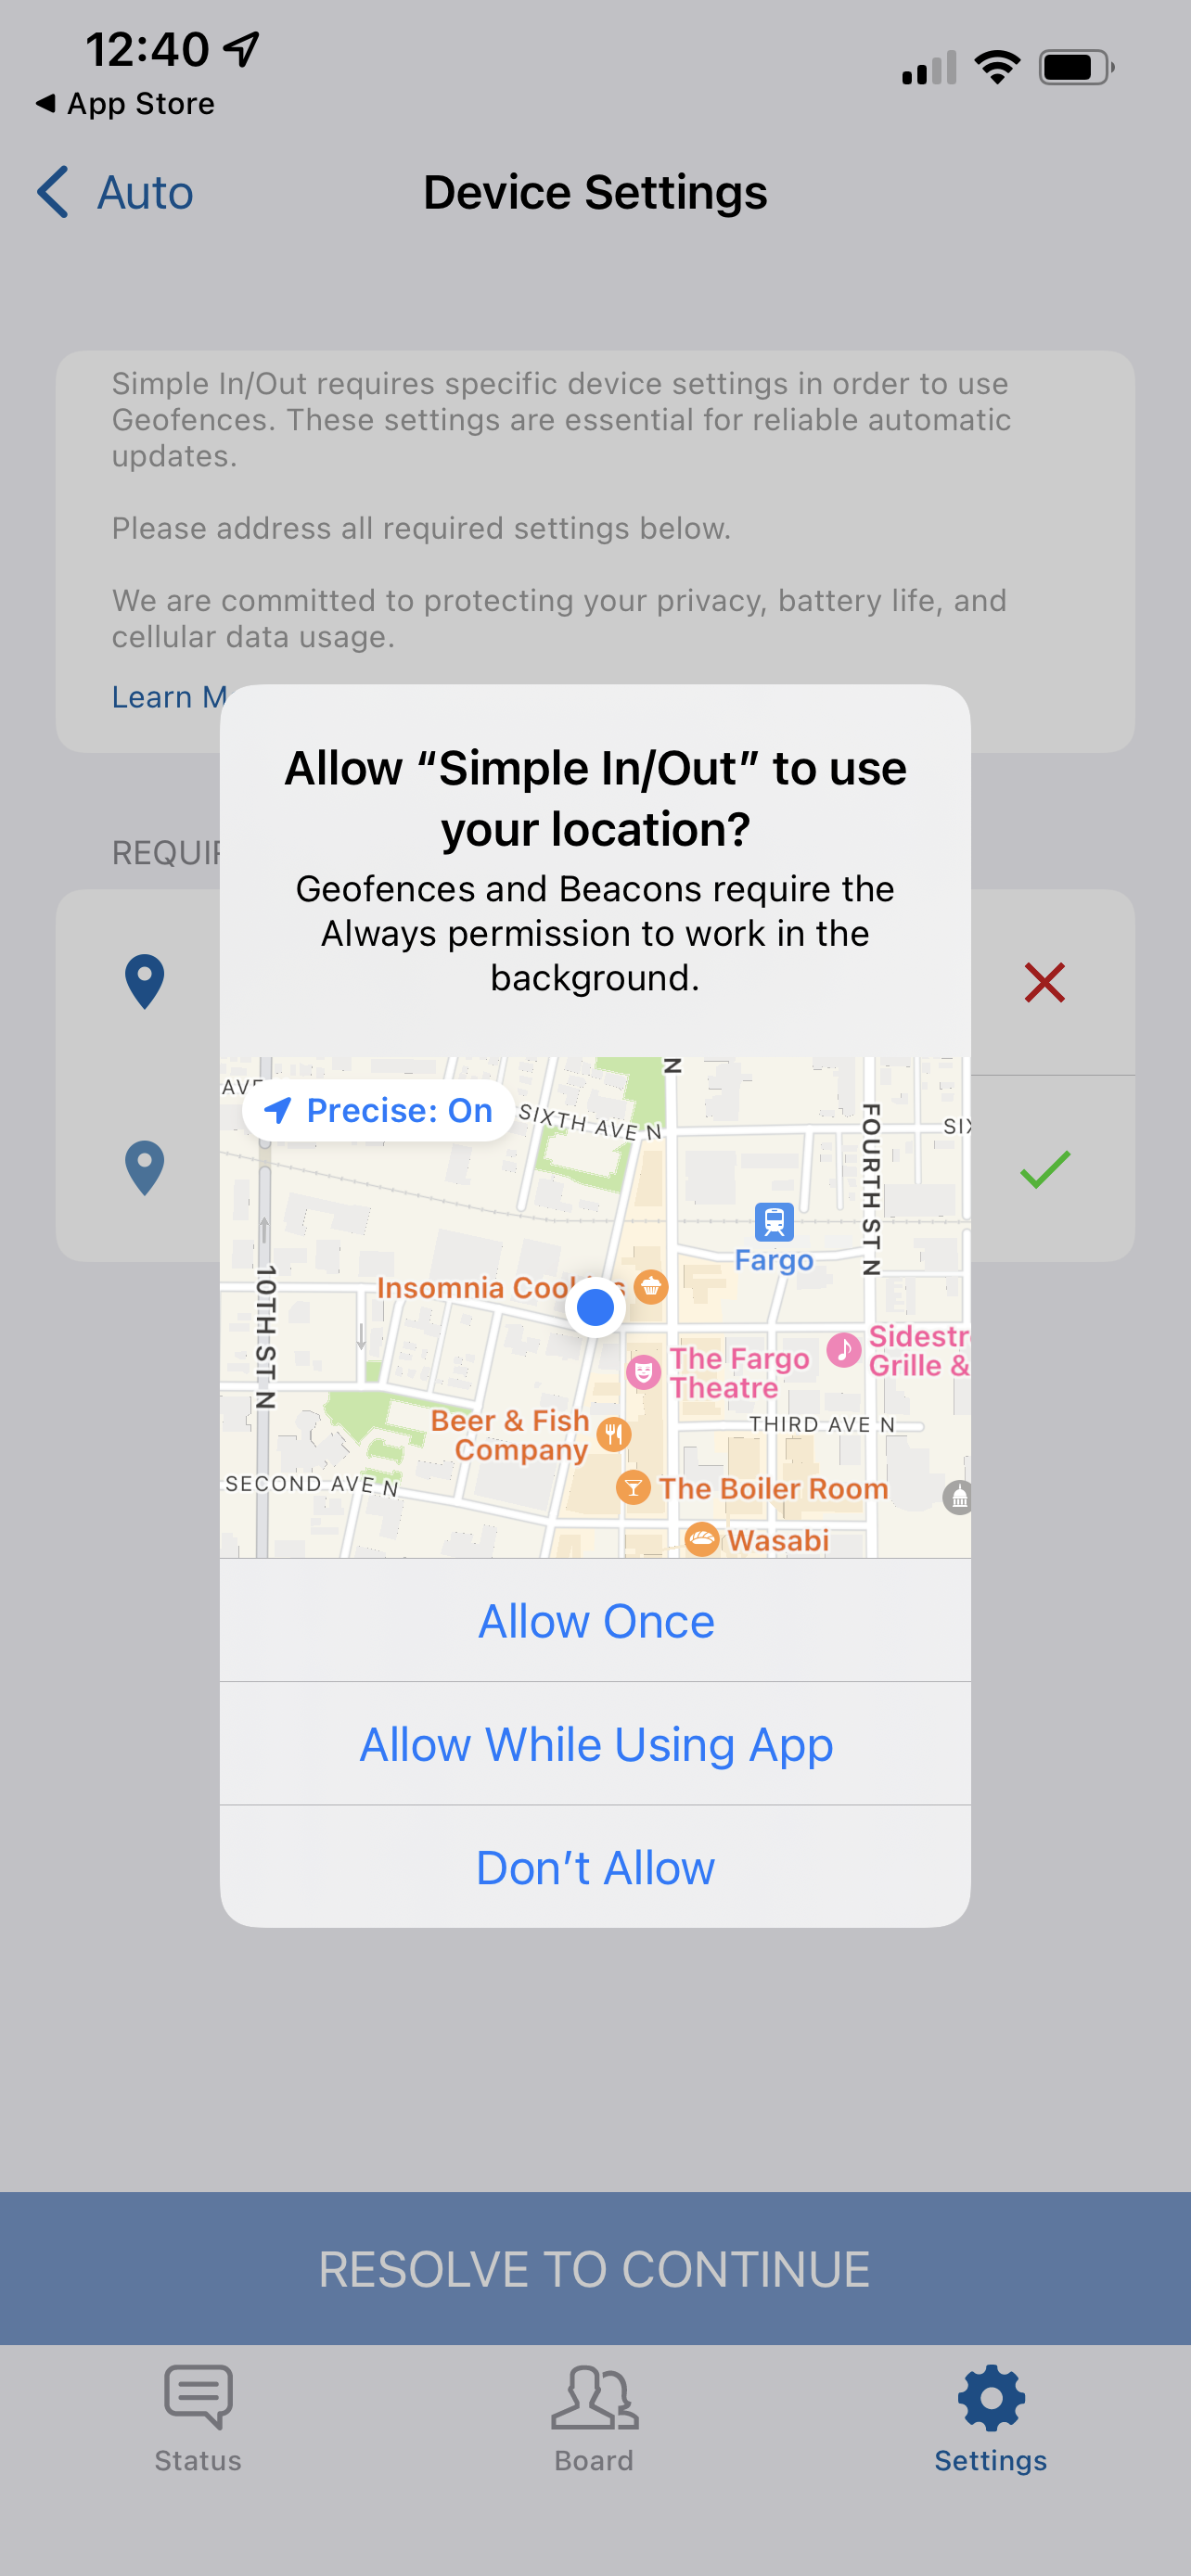 12:40
App Store
Auto
Device Settings
Simple In/Out requires specific device settings in order to use
Geofences. These settings are essential for reliable automatic
updates.
Please address all required settings below.
We are committed to protecting your privacy, battery life, and
cellular data usage.
Learn M
Allow “Simple In/Out” to use
your location?
Geofences and Beacons require the
Always permission to work in the
background.
AVE
Precise: On
SIXTH AVE N
N
FOURTH ST N
SIX
Fargo
Insomnia
10TH ST N
The Fargo
Theatre
Grille &
Beer & Fish
Company
THIRD AVE N
SECOND AVE N
The Boiler Room
Wasabi
Allow Once
Allow While Using App
Don’t Allow
RESOLVE TO CONTINUE
Status
Board
Settings